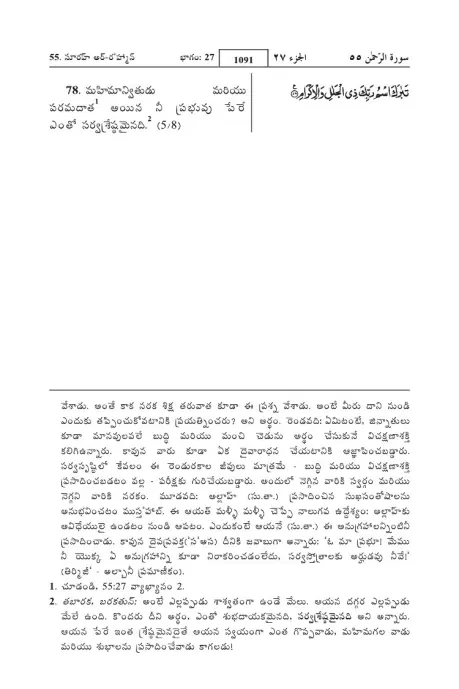 55. సూరహ్ అర్-ర'హ్మాన్ భాగం: 27 1091 الجزء ٢٧ سورة الرَّحْمٰن ٥٥
78. మహిమాన్వితుడు మరియు
పరమదాత1 అయిన నీ ప్రభువు పేరే
ఎంతో సర్వశ్రేష్ఠమైనది.2 (5/8)
تَبٰرَكَ اسْمُ رَبِّكَ ذِي الْجَلٰلِ وَالْاِكْرَامِ
వేశాడు. అంతే కాక నరక శిక్ష తరువాత కూడా ఈ ప్రశ్న వేశాడు. అంటే మీరు దాని నుండి
ఎందుకు తప్పించుకోవటానికి ప్రయత్నించరు? అని అర్థం. రెండవది: ఏమిటంటే, జిన్నాతులు
కూడా మానవులవలే బుద్ధి మరియు మంచి చెడును అర్థం చేసుకునే విచక్షణాశక్తి
కలిగిఉన్నారు. కావున వారు కూడా ఏక దైవారాధన చేయటానికి ఆజ్ఞాపించబడ్డారు.
సర్వసృష్టిలో కేవలం ఈ రెండురకాల జీవులు మాత్రమే - బుద్ధి మరియు విచక్షణాశక్తి
ప్రసాదించబడటం వల్ల - పరీక్షకు గురిచేయబడ్డారు. అందులో నెగ్గిన వారికి స్వర్గం మరియు
నెగ్గని వారికి నరకం. మూడవది: అల్లాహ్ (సు.తా.) ప్రసాదించిన సుఖసంతోషాలను
అనుభవించటం ముస్త'హాబ్. ఈ ఆయత్ మళ్ళీ మళ్ళీ చెప్పే నాలుగవ ఉద్దేశ్యం: అల్లాహ్‌కు
అవిధేయులై ఉండటం నుండి ఆపటం. ఎందుకంటే ఆయనే (సు.తా.) ఈ అనుగ్రహాలన్నింటినీ
ప్రసాదించాడు. కావున దైవప్రవక్త('స'అస) దీనికి జవాబుగా అన్నారు: 'ఓ మా ప్రభూ! మేము
నీ యొక్క ఏ అనుగ్రహాన్ని కూడా నిరాకరించడంలేదు, సర్వస్తోత్రాలకు అర్హుడవు నీవే!'
(తిర్మిజీ' - అల్బానీ ప్రమాణీకం).
1. చూడండి, 55:27 వ్యాఖ్యానం 2.
2. తబారక, బరకతున్: అంటే ఎల్లప్పుడు శాశ్వతంగా ఉండే మేలు. ఆయన దగ్గర ఎల్లప్పుడు
మేలే ఉంది. కొందరు దీని అర్థం, ఎంతో శుభదాయకమైనది, సర్వశ్రేష్ఠమైనది అని అన్నారు.
ఆయన పేరే ఇంత శ్రేష్ఠమైనదైతే ఆయన స్వయంగా ఎంత గొప్పవాడు, మహిమగల వాడు
మరియు శుభాలను ప్రసాదించేవాడు కాగలడు!